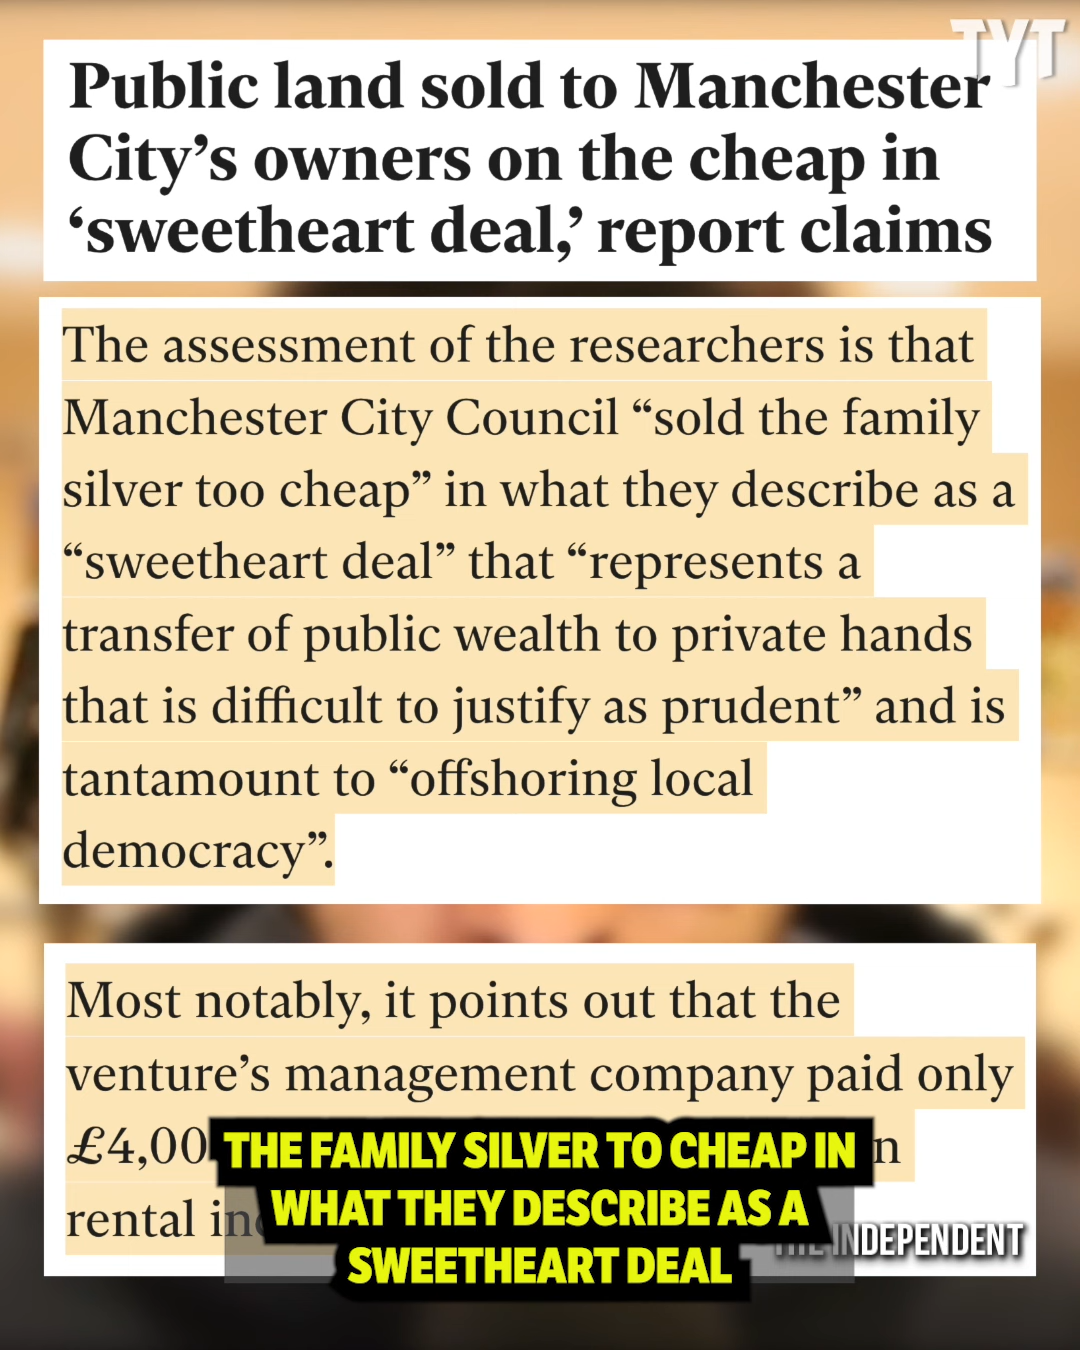 TYT
Public land sold to Manchester
City’s owners on the cheap in
‘sweetheart deal,’ report claims
The assessment of the researchers is that
Manchester City Council “sold the family
silver too cheap” in what they describe as a
“sweetheart deal” that “represents a
transfer of public wealth to private hands
that is difficult to justify as prudent” and is
tantamount to “offshoring local
democracy”.
Most notably, it points out that the
venture’s management company paid only
£4,00
rental
THE FAMILY SILVER TO CHEAP IN
WHAT THEY DESCRIBE AS A
SWEETHEART DEAL
THE INDEPENDENT